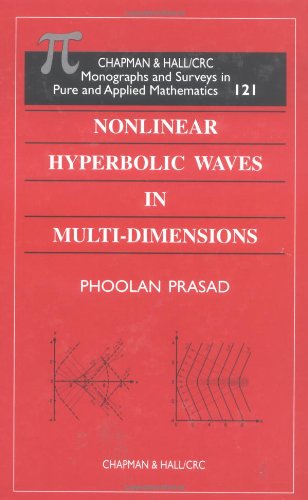 π
CHAPMAN & HALL/CRC
Monographs and Surveys in
Pure and Applied Mathematics 121
NONLINEAR
HYPERBOLIC WAVES
IN
MULTI-DIMENSIONS
PHOOLAN PRASAD
CHAPMAN & HALL/CRC